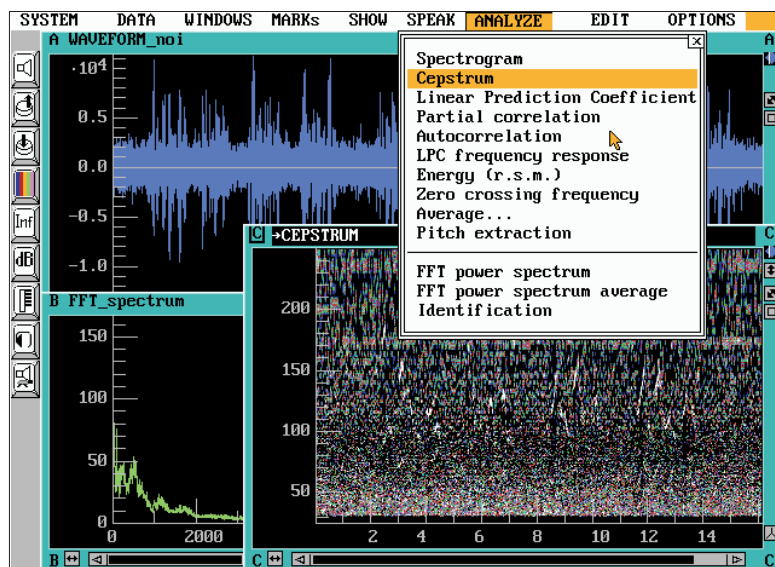 SYSTEM DATA WINDOWS MARKs SHOW SPEAK ANALYZE EDIT OPTIONS
A WAVEFORM_noi A
·10⁴
0.5
0.0
-0.5
-1.0
Inf
dB
Spectrogram
Cepstrum
Linear Prediction Coefficient
Partial correlation
Autocorrelation
LPC frequency response
Energy (r.s.m.)
Zero crossing frequency
Average...
Pitch extraction
FFT power spectrum
FFT power spectrum average
Identification
C →CEPSTRUM C
200
150
100
50
2 4 6 8 10 12 14
B FFT_spectrum
150
100
50
0
0 2000
B C C